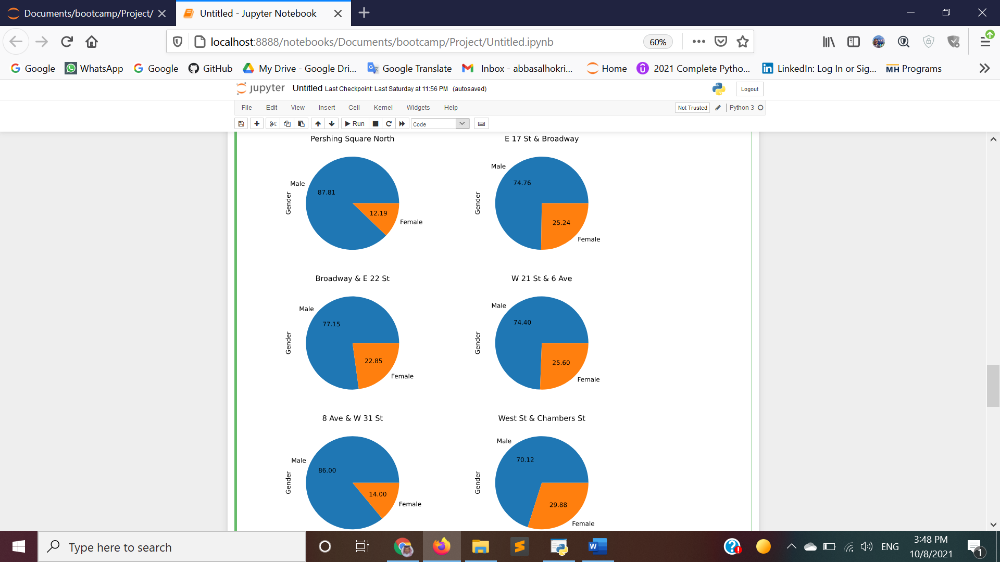 Documents/bootcamp/Project/
Untitled - Jupyter Notebook
localhost:8888/notebooks/Documents/bootcamp/Project/Untitled.ipynb
60%
Google
WhatsApp
Google
GitHub
My Drive - Google Dri...
Google Translate
Inbox - abbasalhokri...
Home
2021 Complete Pytho...
LinkedIn: Log In or Sig...
MH Programs
jupyter Untitled Last Checkpoint: Last Saturday at 11:56 PM (autosaved)
Logout
File Edit View Insert Cell Kernel Widgets Help
Not Trusted
Python 3
Run
Code
Pershing Square North
Male
87.81
12.19
Female
Gender
E 17 St & Broadway
Male
74.76
25.24
Female
Gender
Broadway & E 22 St
Male
77.15
22.85
Female
Gender
W 21 St & 6 Ave
Male
74.40
25.60
Female
Gender
8 Ave & W 31 St
Male
86.00
14.00
Female
Gender
West St & Chambers St
Male
70.12
29.88
Female
Gender
Type here to search
ENG
3:48 PM
10/8/2021
1